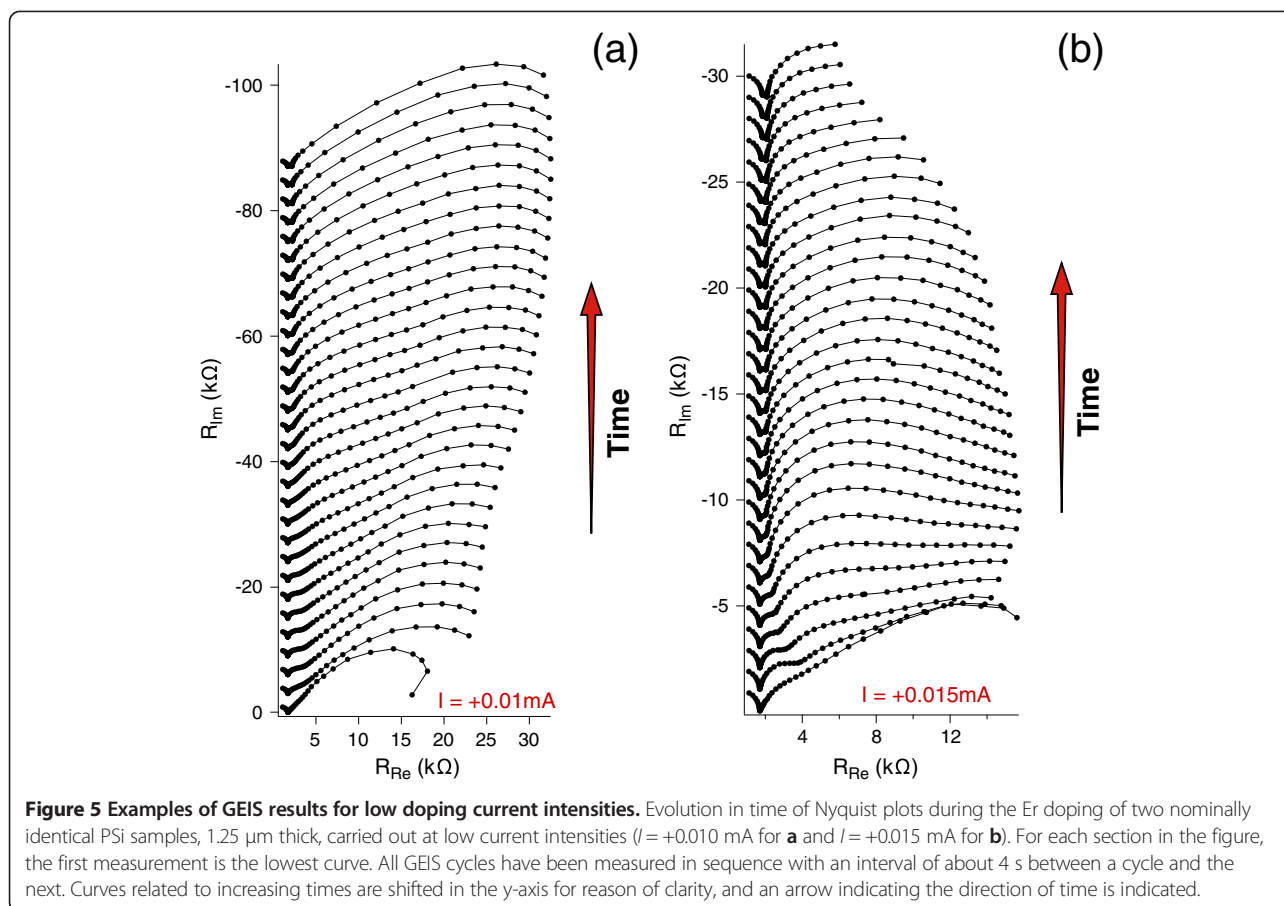 (a)
-100
-80
-60
-40
-20
0
R_Im (kΩ)
5 10 15 20 25 30
R_Re (kΩ)
I = +0.01mA
Time
(b)
-30
-25
-20
-15
-10
-5
R_Im (kΩ)
4 8 12
R_Re (kΩ)
I = +0.015mA
Time
Figure 5 Examples of GEIS results for low doping current intensities. Evolution in time of Nyquist plots during the Er doping of two nominally
identical PSi samples, 1.25 μm thick, carried out at low current intensities (I = +0.010 mA for a and I = +0.015 mA for b). For each section in the figure,
the first measurement is the lowest curve. All GEIS cycles have been measured in sequence with an interval of about 4 s between a cycle and the
next. Curves related to increasing times are shifted in the y-axis for reason of clarity, and an arrow indicating the direction of time is indicated.